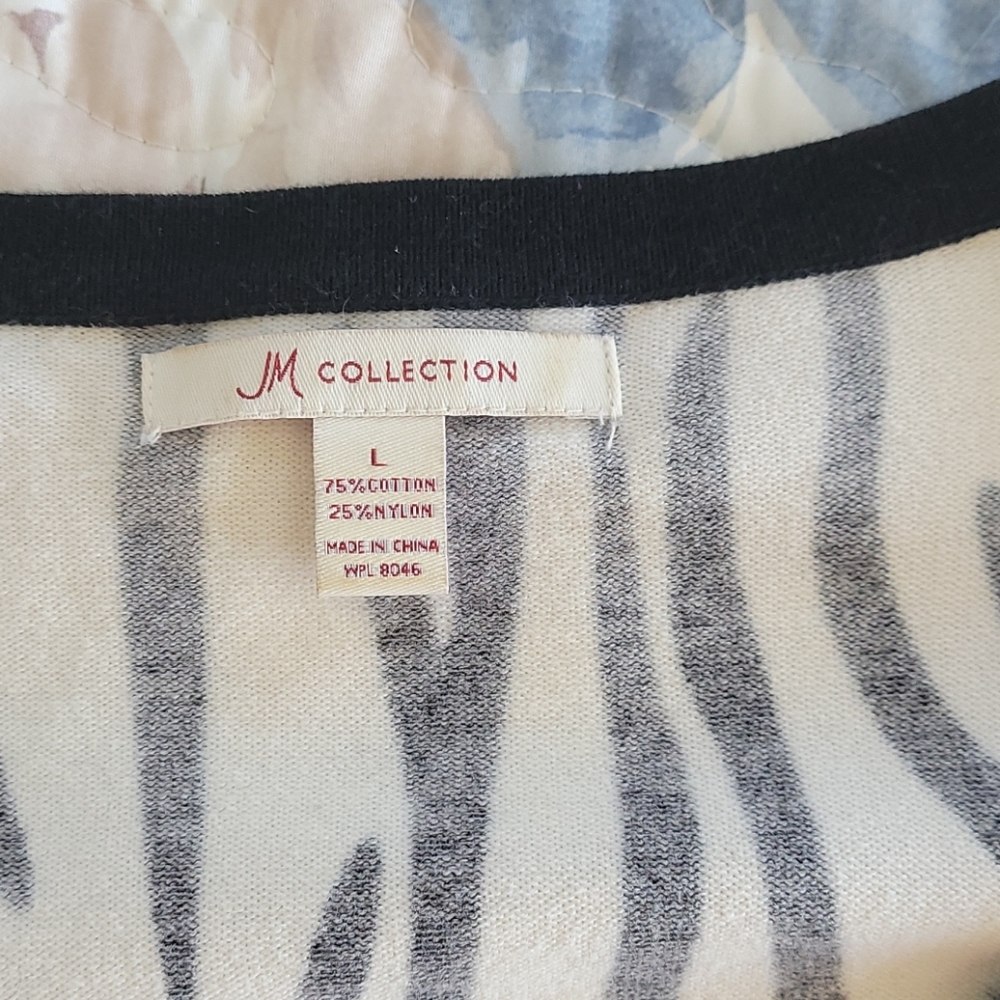 JM COLLECTION
L
75%COTTON
25%NYLON
MADE IN CHINA
WPL 8046